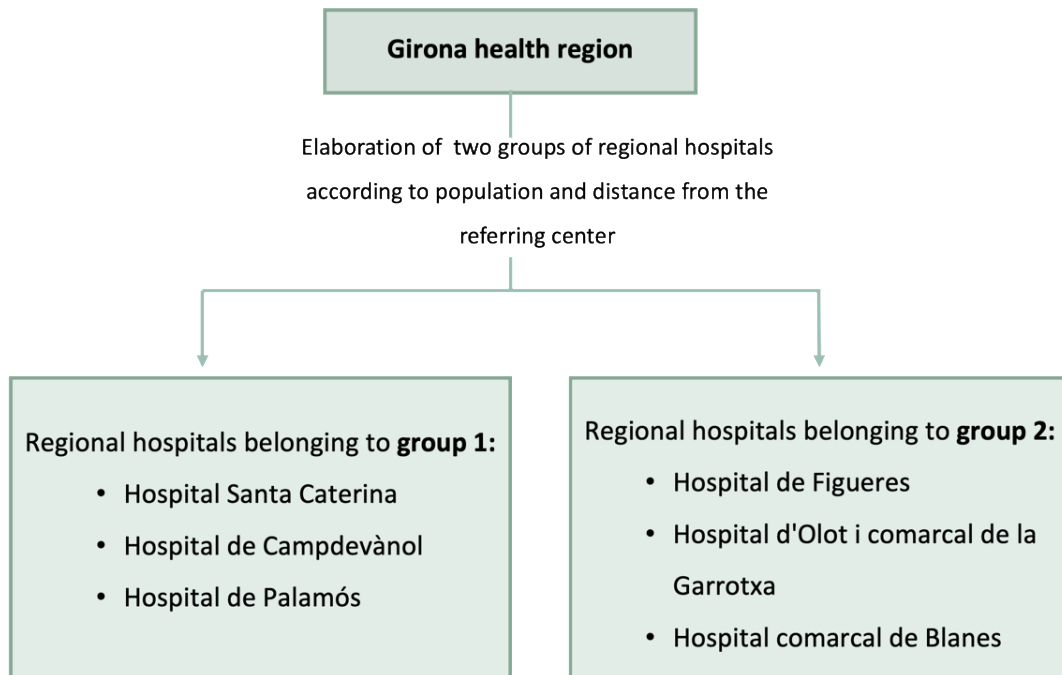 Girona health region
Elaboration of  two groups of regional hospitals
according to population and distance from the
referring center
Regional hospitals belonging to group 1:
• Hospital Santa Caterina
• Hospital de Campdevànol
• Hospital de Palamós
Regional hospitals belonging to group 2:
• Hospital de Figueres
• Hospital d'Olot i comarcal de la
Garrotxa
• Hospital comarcal de Blanes